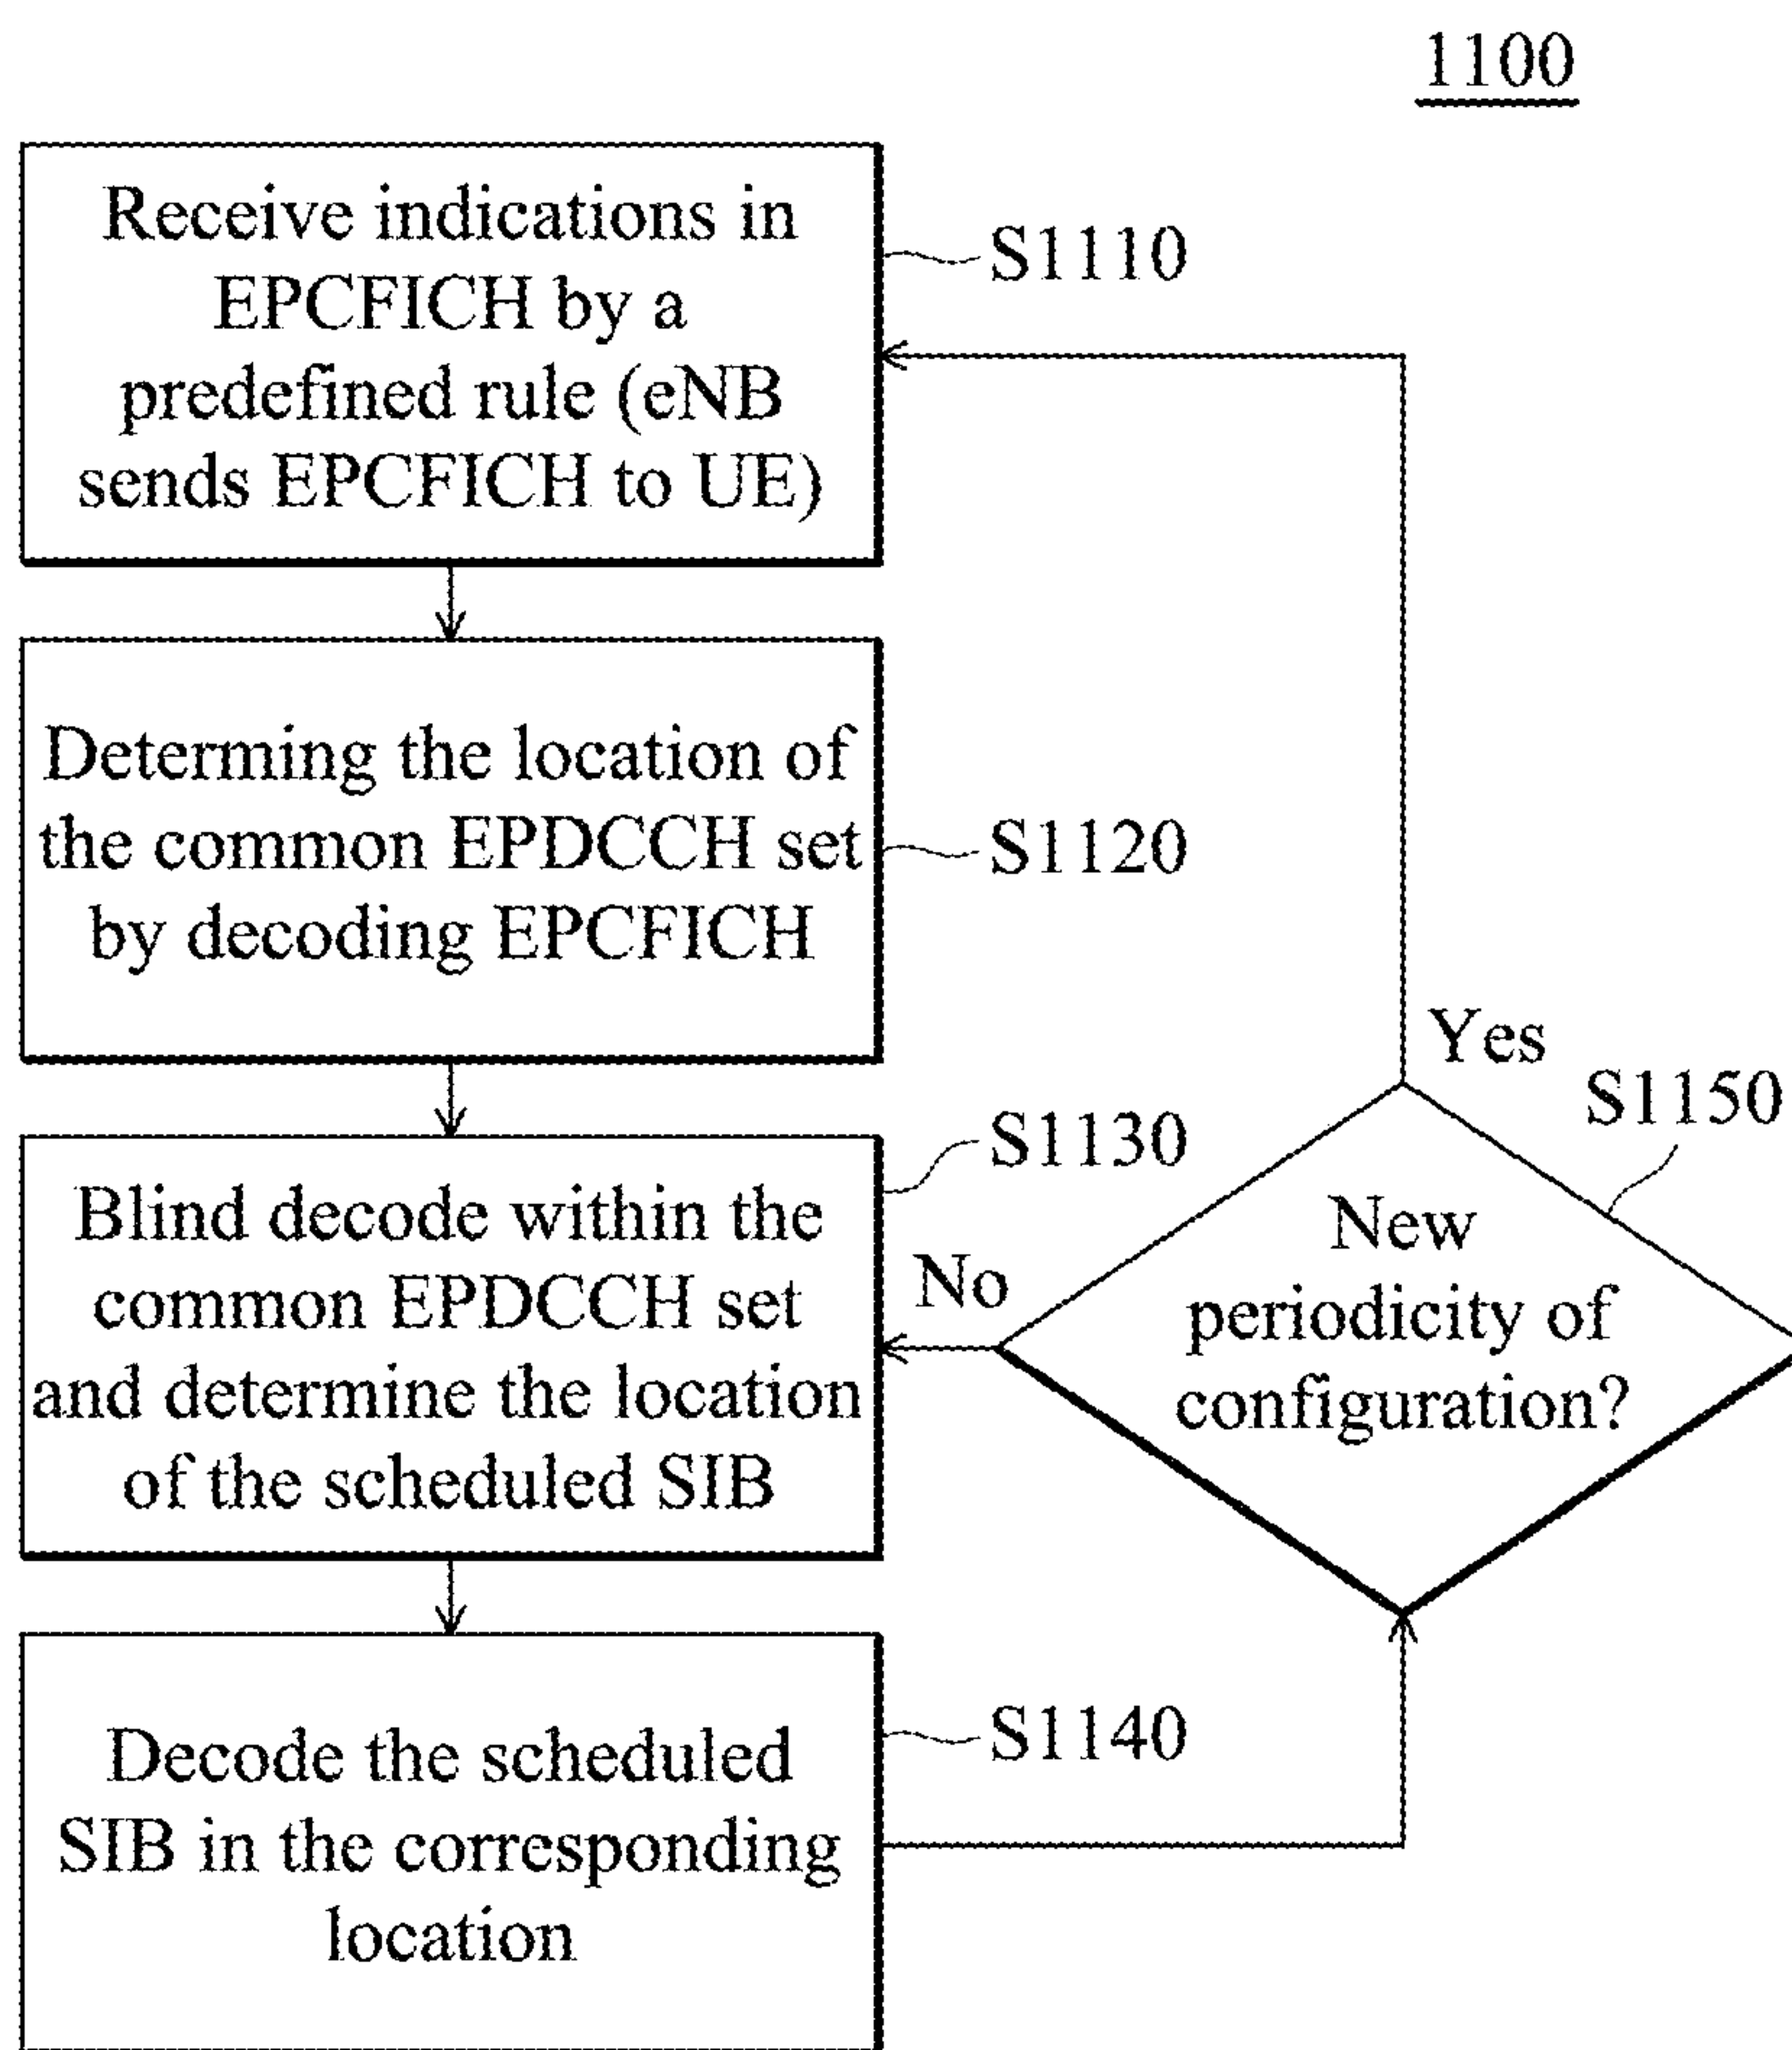 1100
Receive indications in
EPCFICH by a
predefined rule (eNB
sends EPCFICH to UE)
S1110
Determing the location of
the common EPDCCH set
by decoding EPCFICH
S1120
Blind decode within the
common EPDCCH set
and determine the location
of the scheduled SIB
S1130
Decode the scheduled
SIB in the corresponding
location
S1140
New
periodicity of
configuration?
S1150
Yes
No